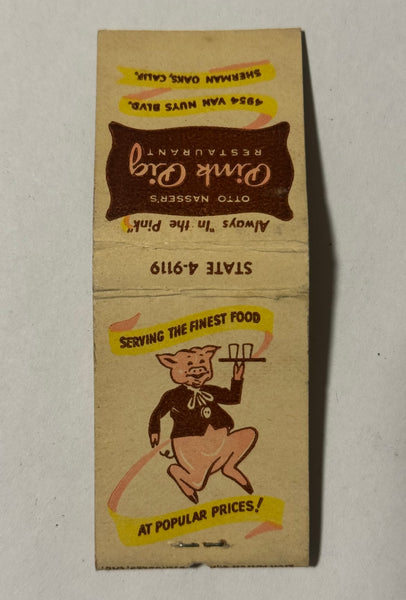 Always "In the Pink"
OTTO NASSER'S
Pink Pig
RESTAURANT
4954 VAN NUYS BLVD.
SHERMAN OAKS, CALIF.
STATE 4-9119
SERVING THE FINEST FOOD
AT POPULAR PRICES!